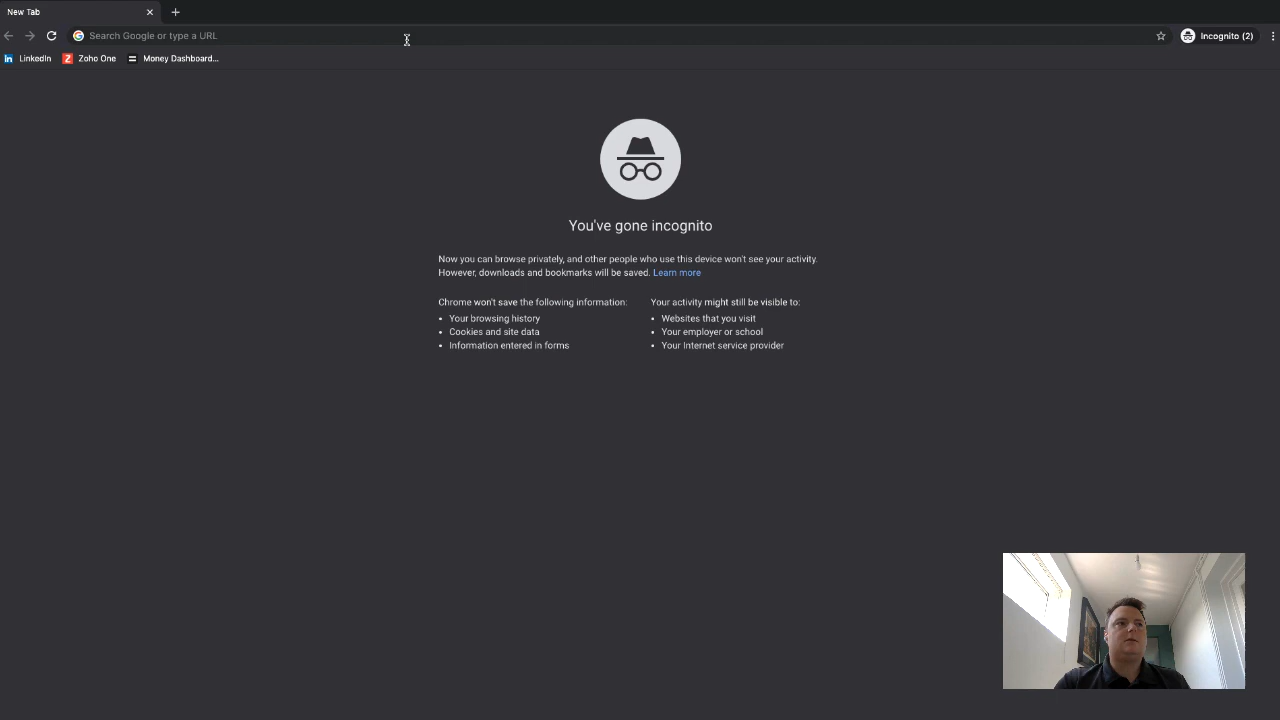 New Tab
Search Google or type a URL
Incognito (2)
LinkedIn
Zoho One
Money Dashboard...
You've gone incognito
Now you can browse privately, and other people who use this device won't see your activity.
However, downloads and bookmarks will be saved. Learn more
Chrome won't save the following information:
• Your browsing history
• Cookies and site data
• Information entered in forms
Your activity might still be visible to:
• Websites that you visit
• Your employer or school
• Your Internet service provider